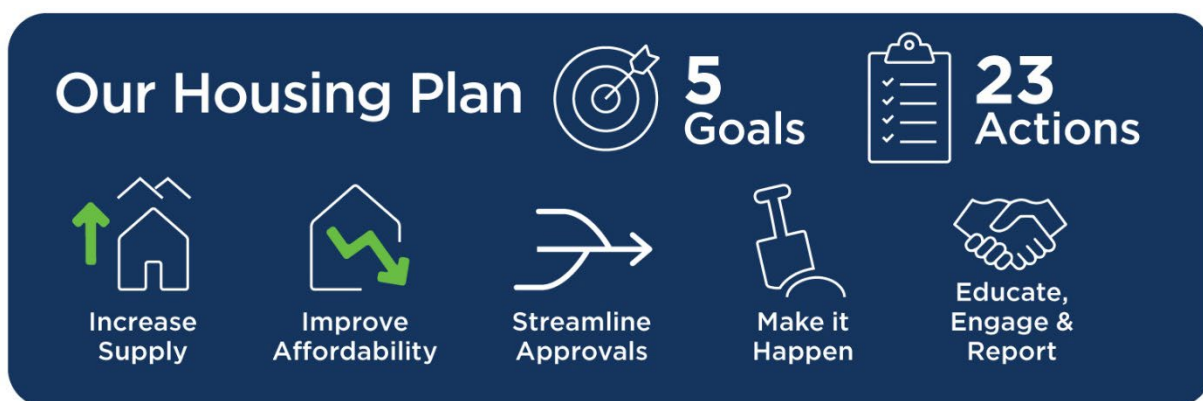 Our Housing Plan
5
Goals
23
Actions
Increase
Supply
Improve
Affordability
Streamline
Approvals
Make it
Happen
Educate,
Engage &
Report